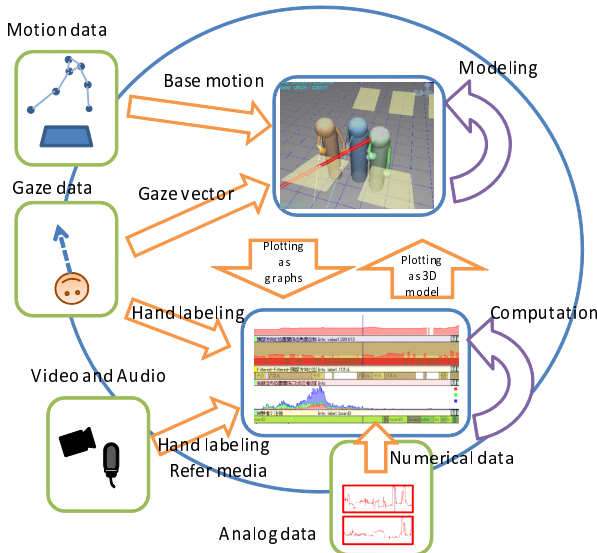 Motion data
Base motion
Modeling
Gaze data
Gaze vector
Plotting
as
graphs
Plotting
as 3D
model
Hand labeling
Computation
Video and Audio
Hand labeling
Refer media
Numerical data
Analog data